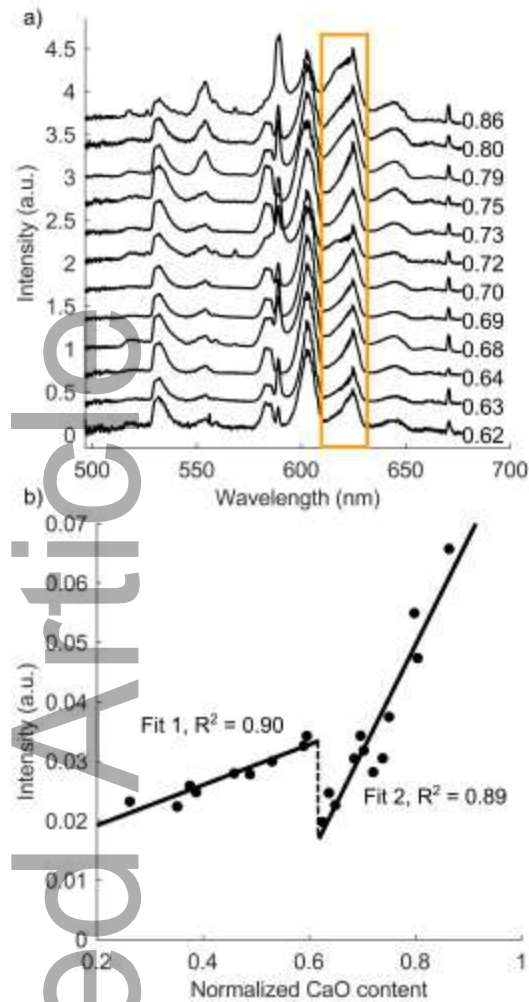 a)
4.5
4
3.5
3
2.5
2
1.5
1
0.5
0
Intensity (a.u.)
0.86
0.80
0.79
0.75
0.73
0.72
0.70
0.69
0.68
0.64
0.63
0.62
500 550 600 650 700
Wavelength (nm)
b)
0.07
0.06
0.05
0.04
0.03
0.02
0.01
0
Intensity (a.u.)
Fit 1, R² = 0.90
Fit 2, R² = 0.89
0.2 0.4 0.6 0.8 1
Normalized CaO content
ed Article